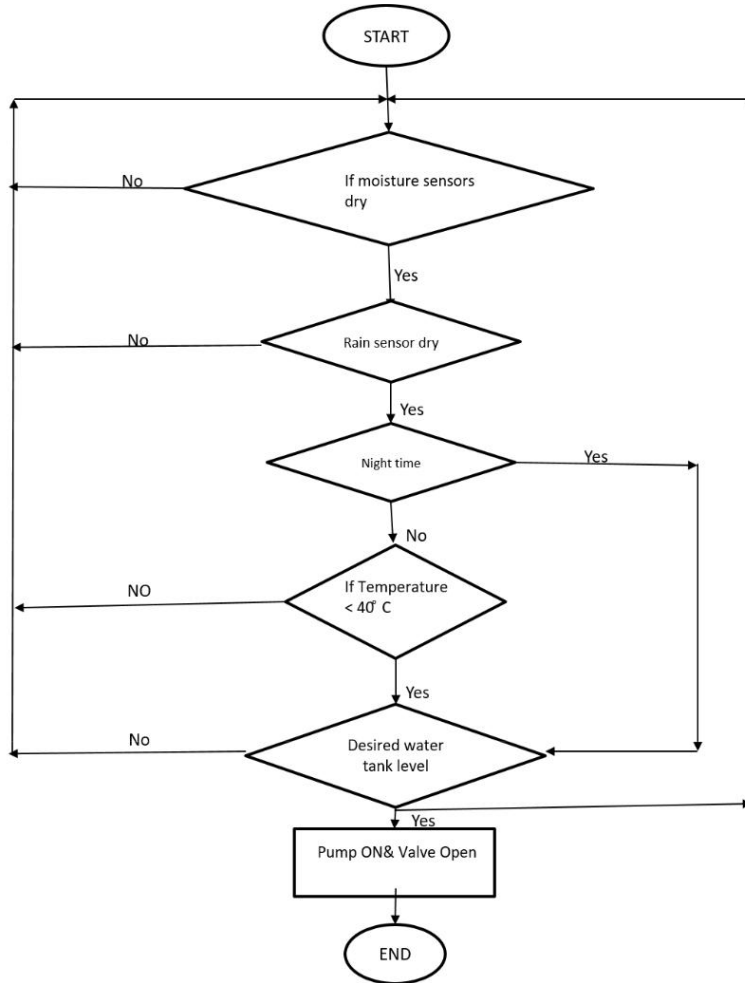 START
No
If moisture sensors
dry
Yes
No
Rain sensor dry
Yes
Night time
Yes
No
If Temperature
< 40° C
NO
Yes
No
Desired water
tank level
Yes
Pump ON& Valve Open
END